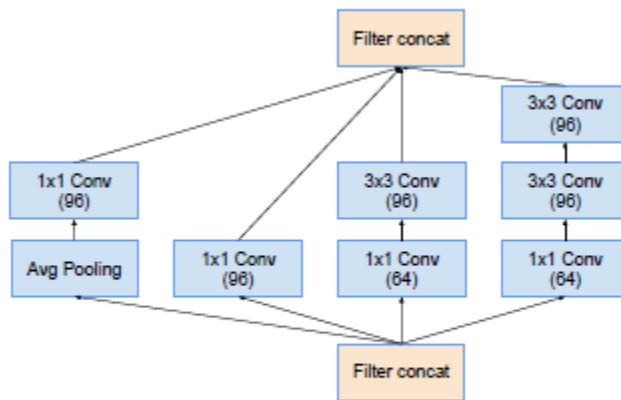 Filter concat
3x3 Conv
(96)
1x1 Conv
(96)
3x3 Conv
(96)
3x3 Conv
(96)
Avg Pooling
1x1 Conv
(96)
1x1 Conv
(64)
1x1 Conv
(64)
Filter concat